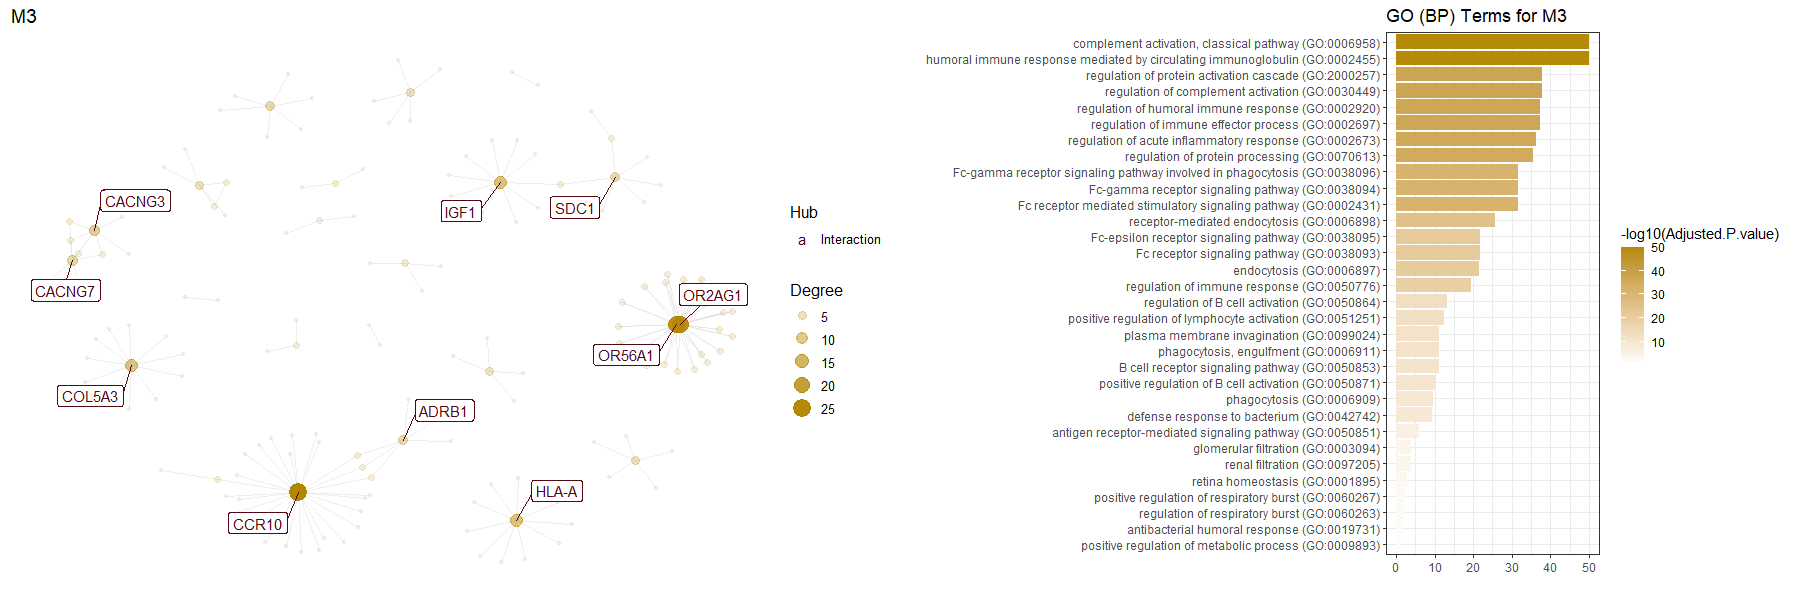 M3
CACNG3
CACNG7
IGF1
SDC1
OR2AG1
OR56A1
COL5A3
ADRB1
CCR10
HLA-A
Hub
a Interaction
Degree
5
10
15
20
25
GO (BP) Terms for M3
complement activation, classical pathway (GO:0006958)
humoral immune response mediated by circulating immunoglobulin (GO:0002455)
regulation of protein activation cascade (GO:2000257)
regulation of complement activation (GO:0030449)
regulation of humoral immune response (GO:0002920)
regulation of immune effector process (GO:0002697)
regulation of acute inflammatory response (GO:0002673)
regulation of protein processing (GO:0070613)
Fc-gamma receptor signaling pathway involved in phagocytosis (GO:0038096)
Fc-gamma receptor signaling pathway (GO:0038094)
Fc receptor mediated stimulatory signaling pathway (GO:0002431)
receptor-mediated endocytosis (GO:0006898)
Fc-epsilon receptor signaling pathway (GO:0038095)
Fc receptor signaling pathway (GO:0038093)
endocytosis (GO:0006897)
regulation of immune response (GO:0050776)
regulation of B cell activation (GO:0050864)
positive regulation of lymphocyte activation (GO:0051251)
plasma membrane invagination (GO:0099024)
phagocytosis, engulfment (GO:0006911)
B cell receptor signaling pathway (GO:0050853)
positive regulation of B cell activation (GO:0050871)
phagocytosis (GO:0006909)
defense response to bacterium (GO:0042742)
antigen receptor-mediated signaling pathway (GO:0050851)
glomerular filtration (GO:0003094)
renal filtration (GO:0097205)
retina homeostasis (GO:0001895)
positive regulation of respiratory burst (GO:0060267)
regulation of respiratory burst (GO:0060263)
antibacterial humoral response (GO:0019731)
positive regulation of metabolic process (GO:0009893)
0 10 20 30 40 50
-log10(Adjusted.P.value)
50
40
30
20
10